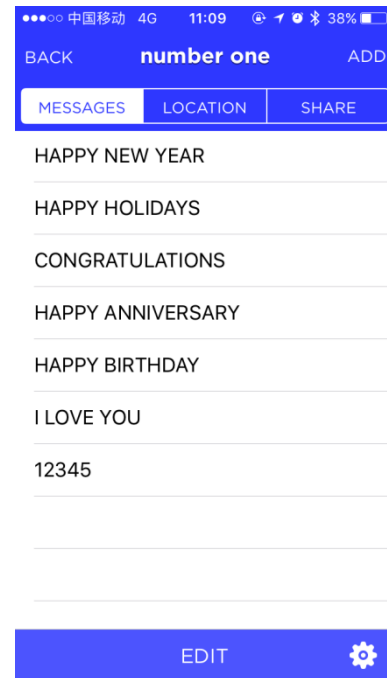 中国移动 4G 11:09 38%
BACK number one ADD
MESSAGES LOCATION SHARE
HAPPY NEW YEAR
HAPPY HOLIDAYS
CONGRATULATIONS
HAPPY ANNIVERSARY
HAPPY BIRTHDAY
I LOVE YOU
12345
EDIT